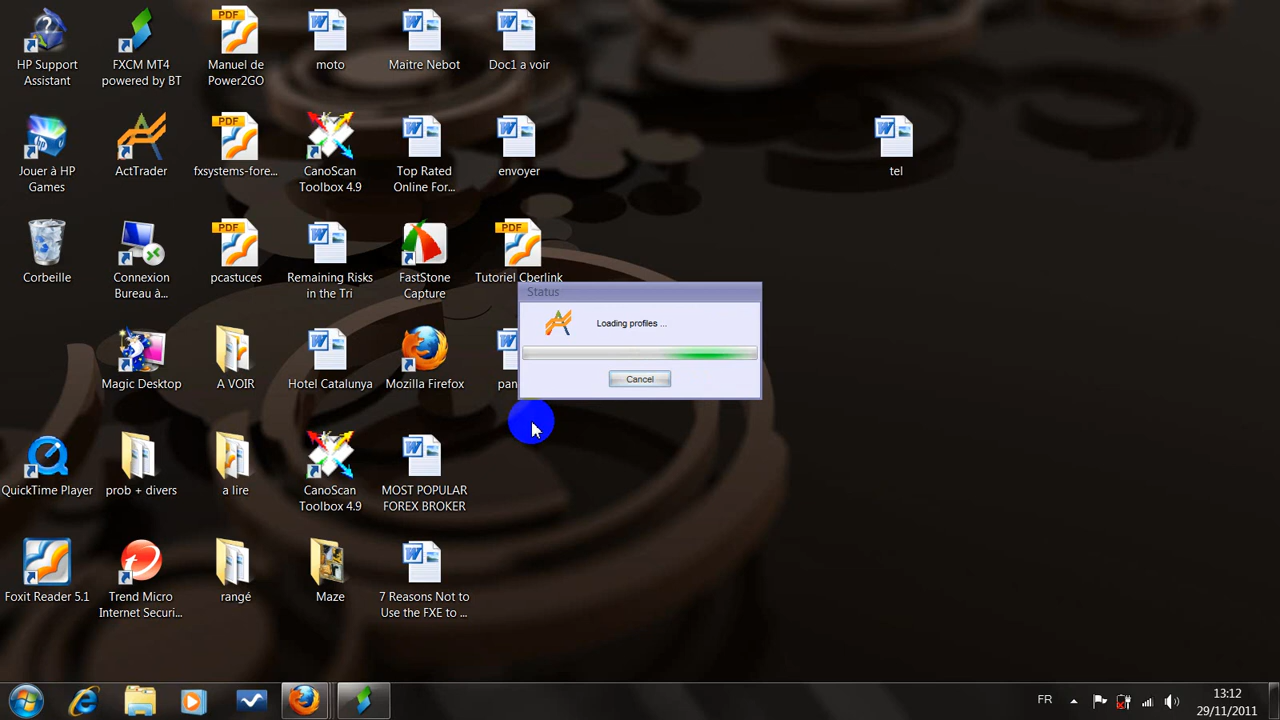 HP Support
Assistant
FXCM MT4
powered by BT
PDF
Manuel de
Power2GO
moto
Maitre Nebot
Doc1 a voir
Jouer à HP
Games
ActTrader
PDF
fxsystems-fore...
CanoScan
Toolbox 4.9
Top Rated
Online For...
envoyer
tel
Corbeille
Connexion
Bureau à...
PDF
pcastuces
Remaining Risks
in the Tri
FastStone
Capture
PDF
Tutoriel Cberlink
Status
Loading profiles ...
Cancel
Magic Desktop
A VOIR
Hotel Catalunya
Mozilla Firefox
pan
QuickTime Player
prob + divers
a lire
CanoScan
Toolbox 4.9
MOST POPULAR
FOREX BROKER
Foxit Reader 5.1
Trend Micro
Internet Securi...
rangé
Maze
7 Reasons Not to
Use the FXE to ...
FR
13:12
29/11/2011